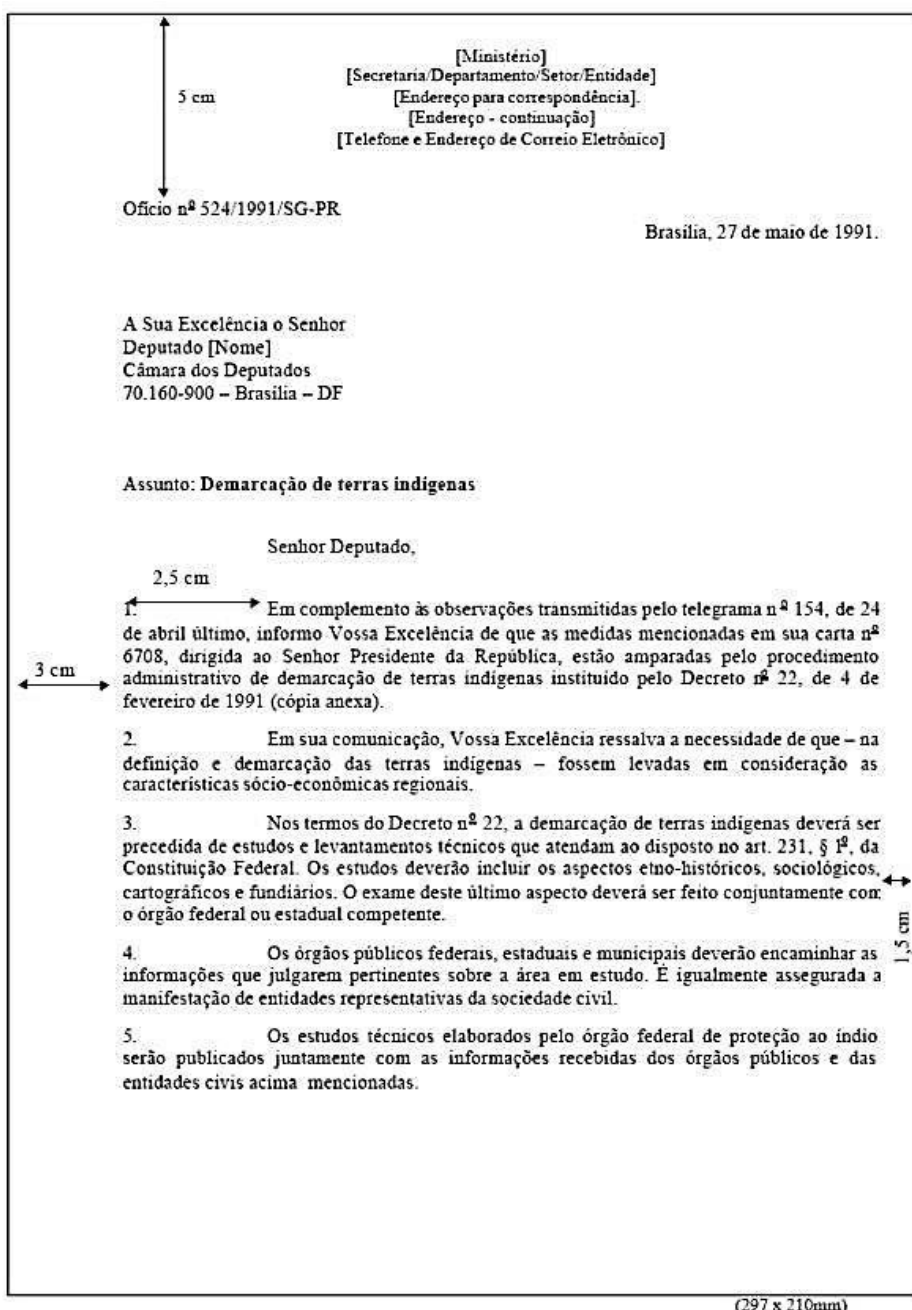 [Ministério]
[Secretaria/Departamento/Setor/Entidade]
5 cm
[Endereço para correspondência].
[Endereço - continuação]
[Telefone e Endereço de Correio Eletrônico]
Ofício nº 524/1991/SG-PR
Brasília, 27 de maio de 1991.
A Sua Excelência o Senhor
Deputado [Nome]
Câmara dos Deputados
70.160-900 – Brasília – DF
Assunto: Demarcação de terras indígenas
Senhor Deputado,
2,5 cm
1. Em complemento às observações transmitidas pelo telegrama nº 154, de 24
de abril último, informo Vossa Excelência de que as medidas mencionadas em sua carta nº
6708, dirigida ao Senhor Presidente da República, estão amparadas pelo procedimento
3 cm
administrativo de demarcação de terras indígenas instituído pelo Decreto nº 22, de 4 de
fevereiro de 1991 (cópia anexa).
2. Em sua comunicação, Vossa Excelência ressalva a necessidade de que – na
definição e demarcação das terras indígenas – fossem levadas em consideração as
características sócio-econômicas regionais.
3. Nos termos do Decreto nº 22, a demarcação de terras indígenas deverá ser
precedida de estudos e levantamentos técnicos que atendam ao disposto no art. 231, § 1º, da
Constituição Federal. Os estudos deverão incluir os aspectos etno-históricos, sociológicos,
cartográficos e fundiários. O exame deste último aspecto deverá ser feito conjuntamente com
o órgão federal ou estadual competente.
1,5 cm
4. Os órgãos públicos federais, estaduais e municipais deverão encaminhar as
informações que julgarem pertinentes sobre a área em estudo. É igualmente assegurada a
manifestação de entidades representativas da sociedade civil.
5. Os estudos técnicos elaborados pelo órgão federal de proteção ao índio
serão publicados juntamente com as informações recebidas dos órgãos públicos e das
entidades civis acima mencionadas.
(297 x 210mm)